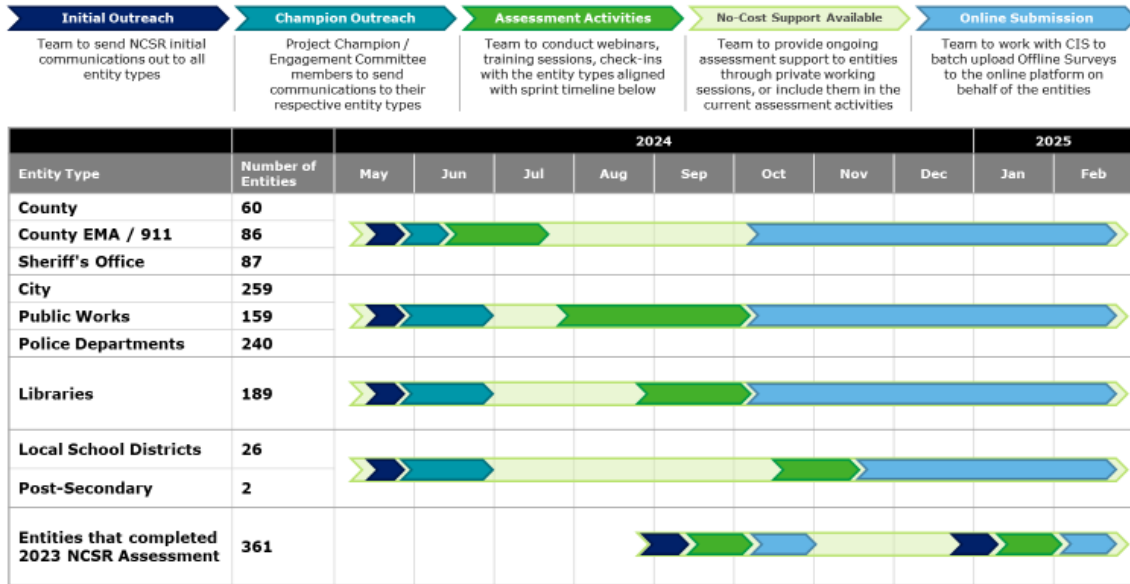 Initial Outreach
Champion Outreach
Assessment Activities
No-Cost Support Available
Online Submission
Team to send NCSR initial
communications out to all
entity types
Project Champion /
Engagement Committee
members to send
communications to their
respective entity types
Team to conduct webinars,
training sessions, check-ins
with the entity types aligned
with sprint timeline below
Team to provide ongoing
assessment support to entities
through private working
sessions, or include them in the
current assessment activities
Team to work with CIS to
batch upload Offline Surveys
to the online platform on
behalf of the entities
2024
2025
Entity Type
Number of
Entities
May
Jun
Jul
Aug
Sep
Oct
Nov
Dec
Jan
Feb
County
60
County EMA / 911
86
Sheriff's Office
87
City
259
Public Works
159
Police Departments
240
Libraries
189
Local School Districts
26
Post-Secondary
2
Entities that completed
2023 NCSR Assessment
361